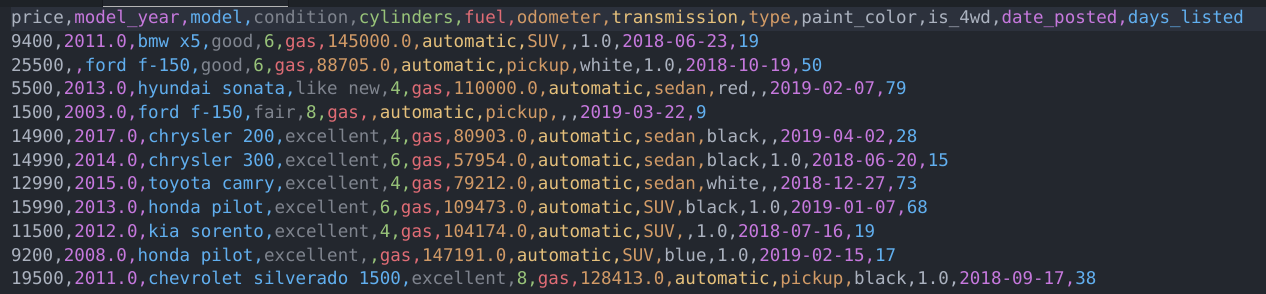 price,model_year,model,condition,cylinders,fuel,odometer,transmission,type,paint_color,is_4wd,date_posted,days_listed
9400,2011.0,bmw x5,good,6,gas,145000.0,automatic,SUV,,1.0,2018-06-23,19
25500,,ford f-150,good,6,gas,88705.0,automatic,pickup,white,1.0,2018-10-19,50
5500,2013.0,hyundai sonata,like new,4,gas,110000.0,automatic,sedan,red,,2019-02-07,79
1500,2003.0,ford f-150,fair,8,gas,,automatic,pickup,,,2019-03-22,9
14900,2017.0,chrysler 200,excellent,4,gas,80903.0,automatic,sedan,black,,2019-04-02,28
14990,2014.0,chrysler 300,excellent,6,gas,57954.0,automatic,sedan,black,1.0,2018-06-20,15
12990,2015.0,toyota camry,excellent,4,gas,79212.0,automatic,sedan,white,,2018-12-27,73
15990,2013.0,honda pilot,excellent,6,gas,109473.0,automatic,SUV,black,1.0,2019-01-07,68
11500,2012.0,kia sorento,excellent,4,gas,104174.0,automatic,SUV,,1.0,2018-07-16,19
9200,2008.0,honda pilot,excellent,,gas,147191.0,automatic,SUV,blue,1.0,2019-02-15,17
19500,2011.0,chevrolet silverado 1500,excellent,8,gas,128413.0,automatic,pickup,black,1.0,2018-09-17,38